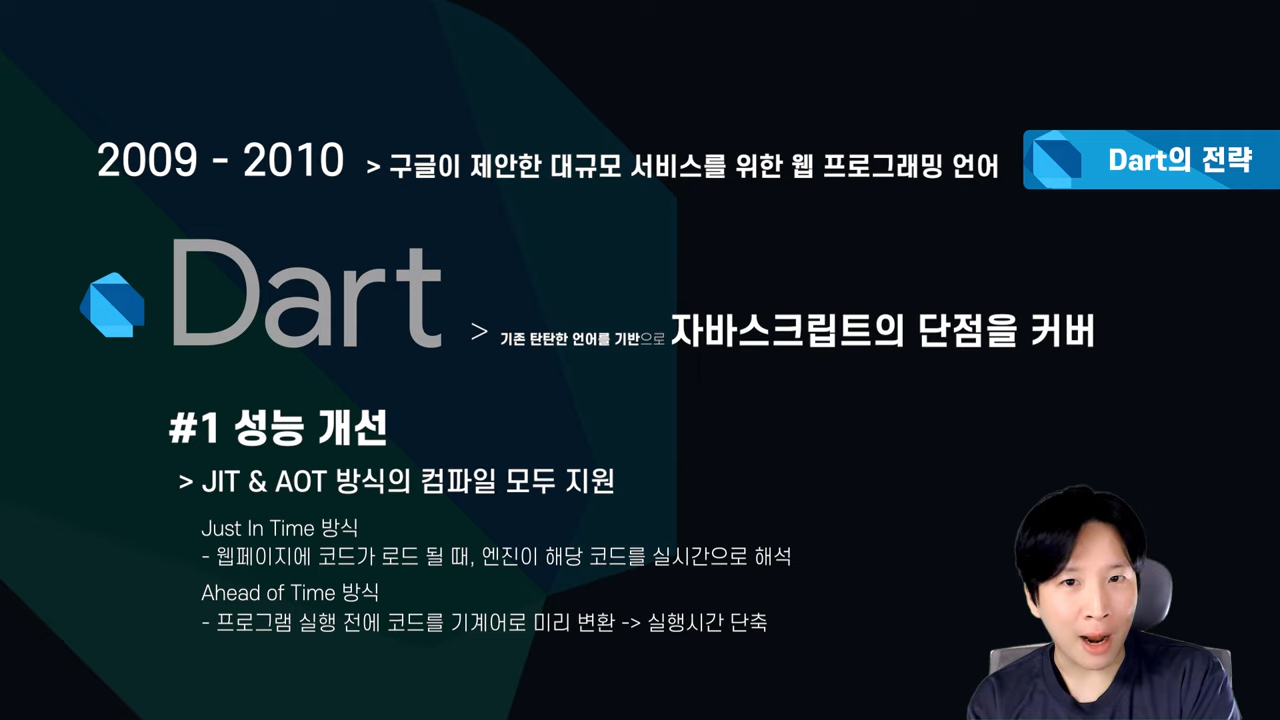 2009 - 2010 > 구글이 제안한 대규모 서비스를 위한 웹 프로그래밍 언어
Dart의 전략
Dart
> 기존 탄탄한 언어를 기반으로 자바스크립트의 단점을 커버
#1 성능 개선
> JIT & AOT 방식의 컴파일 모두 지원
Just In Time 방식
- 웹페이지에 코드가 로드 될 때, 엔진이 해당 코드를 실시간으로 해석
Ahead of Time 방식
- 프로그램 실행 전에 코드를 기계어로 미리 변환 -> 실행시간 단축